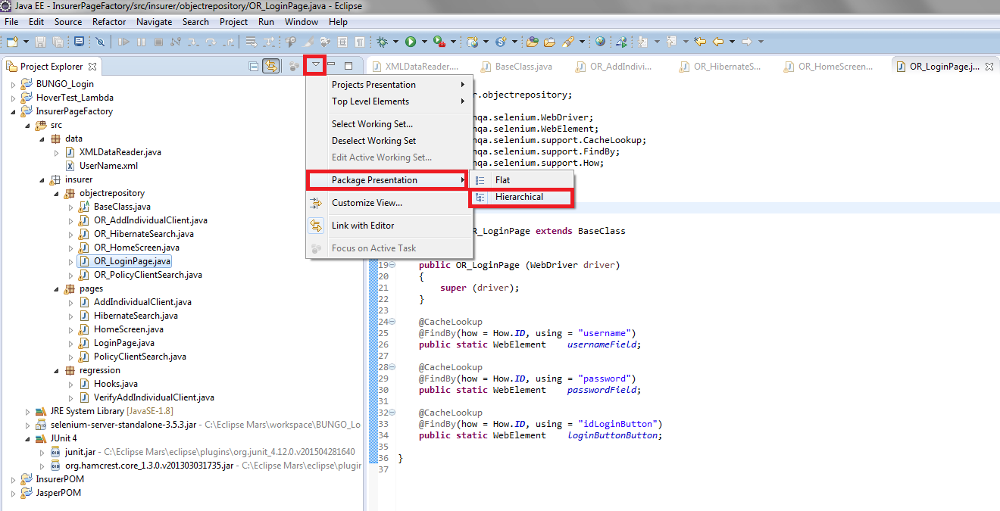 Java EE - InsurerPageFactory/src/insurer/objectrepository/OR_LoginPage.java - Eclipse
File Edit Source Refactor Navigate Search Project Run Window Help
Project Explorer
BUNGO_Login
HoverTest_Lambda
InsurerPageFactory
src
data
XMLDataReader.java
UserName.xml
insurer
objectrepository
BaseClass.java
OR_AddIndividualClient.java
OR_HibernateSearch.java
OR_HomeScreen.java
OR_LoginPage.java
OR_PolicyClientSearch.java
pages
AddIndividualClient.java
HibernateSearch.java
HomeScreen.java
LoginPage.java
PolicyClientSearch.java
regression
Hooks.java
VerifyAddIndividualClient.java
JRE System Library [JavaSE-1.8]
selenium-server-standalone-3.5.3.jar - C:\Eclipse Mars\workspace\BUNGO_Lo
JUnit 4
junit.jar - C:\Eclipse Mars\eclipse\plugins\org.junit_4.12.0.v201504281640
org.hamcrest.core_1.3.0.v201303031735.jar - C:\Eclipse Mars\eclipse\plugin
InsurerPOM
JasperPOM
Projects Presentation
Top Level Elements
Select Working Set...
Deselect Working Set
Edit Active Working Set...
Package Presentation
Customize View...
Link with Editor
Focus on Active Task
Flat
Hierarchical
XMLDataReader.... BaseClass.java OR_AddIndivi... OR_HibernateS... OR_HomeScreen... OR_LoginPage.j...
r.objectrepository;
nqa.selenium.WebDriver;
nqa.selenium.WebElement;
nqa.selenium.support.CacheLookup;
nqa.selenium.support.FindBy;
nqa.selenium.support.How;
R_LoginPage extends BaseClass
19 public OR_LoginPage (WebDriver driver)
20 {
21 super (driver);
22 }
23
24 @CacheLookup
25 @FindBy(how = How.ID, using = "username")
26 public static WebElement usernameField;
27
28 @CacheLookup
29 @FindBy(how = How.ID, using = "password")
30 public static WebElement passwordField;
31
32 @CacheLookup
33 @FindBy(how = How.ID, using = "idLoginButton")
34 public static WebElement loginButtonButton;
35
36 }
37